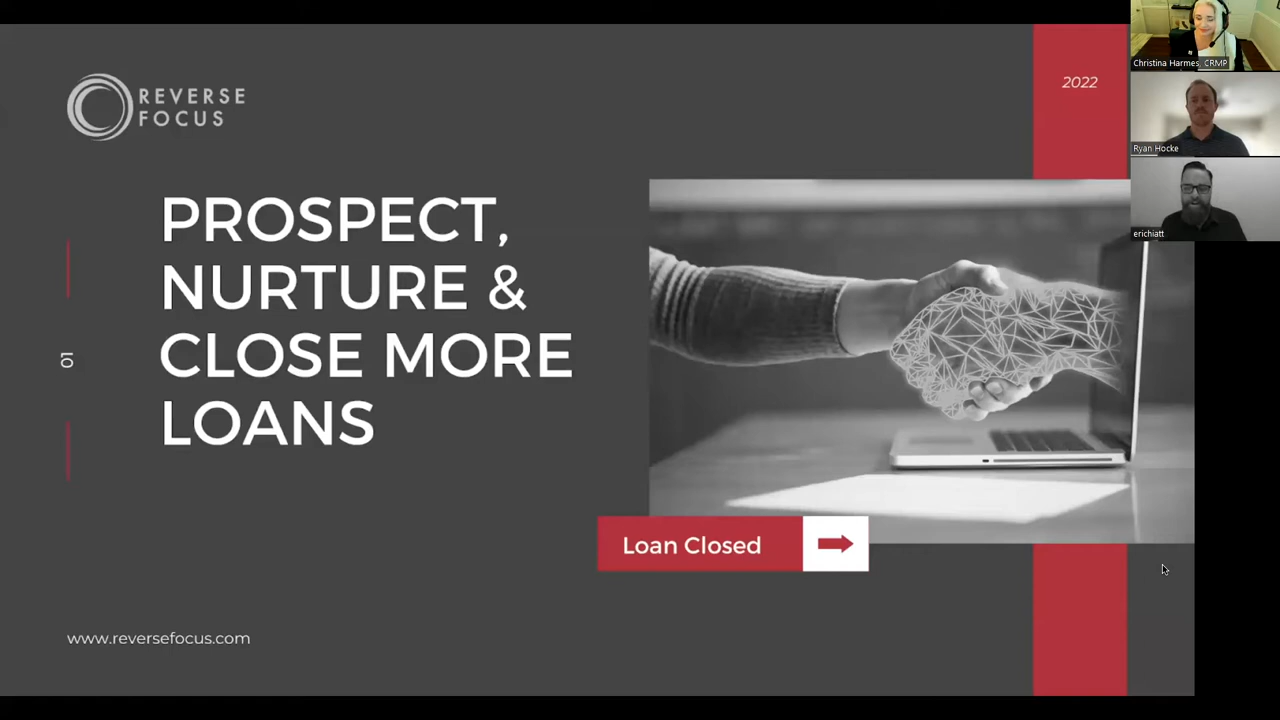 REVERSE
FOCUS
2022
PROSPECT,
NURTURE &
CLOSE MORE
LOANS
01
Loan Closed
www.reversefocus.com
Christina Harmes, CRMP
Ryan Hocke
erichiatt